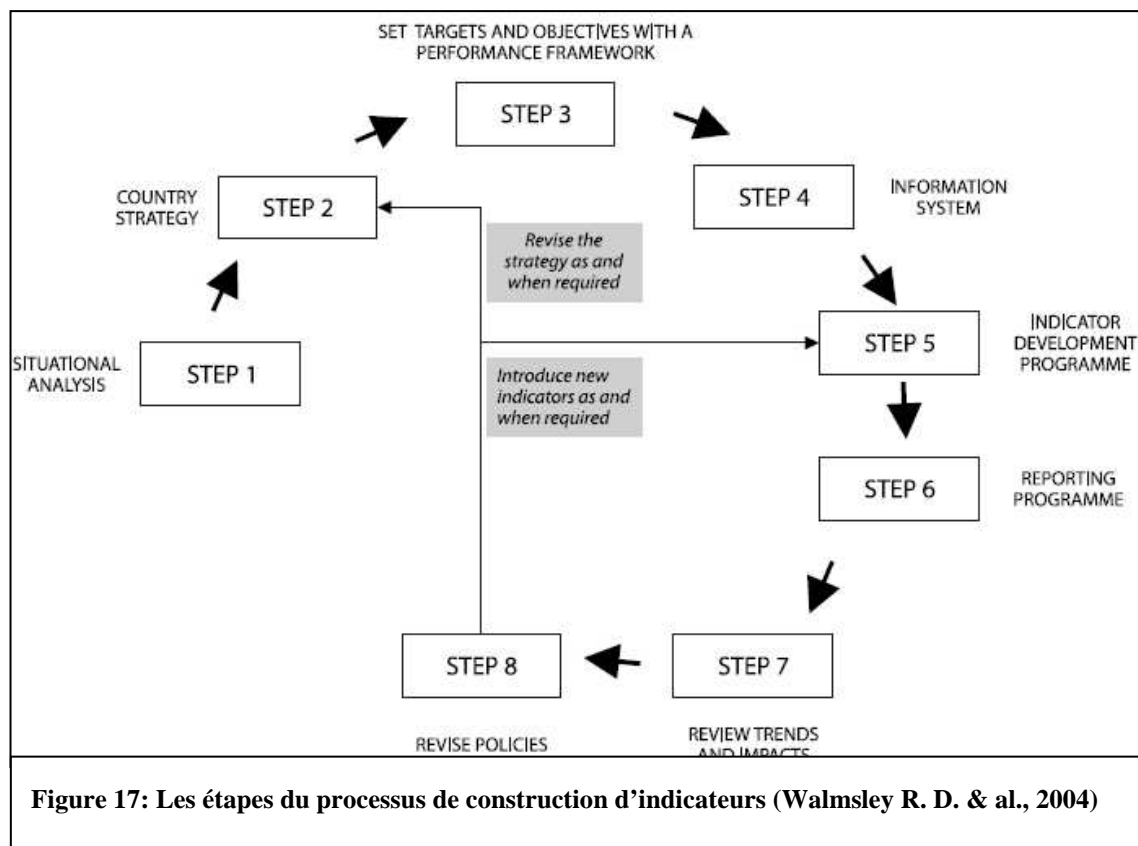 SET TARGETS AND OBJECTIVES WITH A
PERFORMANCE FRAMEWORK
STEP 3
STEP 4
INFORMATION
SYSTEM
COUNTRY
STRATEGY
STEP 2
Revise the
strategy as and
when required
STEP 5
INDICATOR
DEVELOPMENT
PROGRAMME
SITUATIONAL
ANALYSIS
STEP 1
Introduce new
indicators as and
when required
STEP 6
REPORTING
PROGRAMME
STEP 8
STEP 7
REVISE POLICIES
REVIEW TRENDS
AND IMPACTS
Figure 17: Les étapes du processus de construction d’indicateurs (Walmsley R. D. & al., 2004)